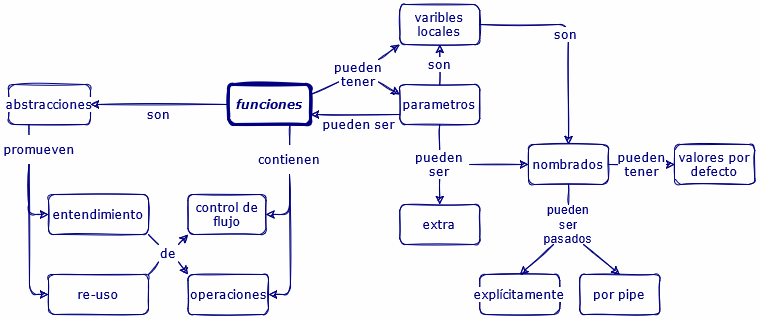 varibles
locales
son
pueden
tener
son
abstracciones
son
funciones
parametros
pueden ser
promueven
contienen
pueden
ser
nombrados
pueden
tener
valores por
defecto
entendimiento
control de
flujo
extra
pueden
ser
pasados
de
re-uso
operaciones
explícitamente
por pipe